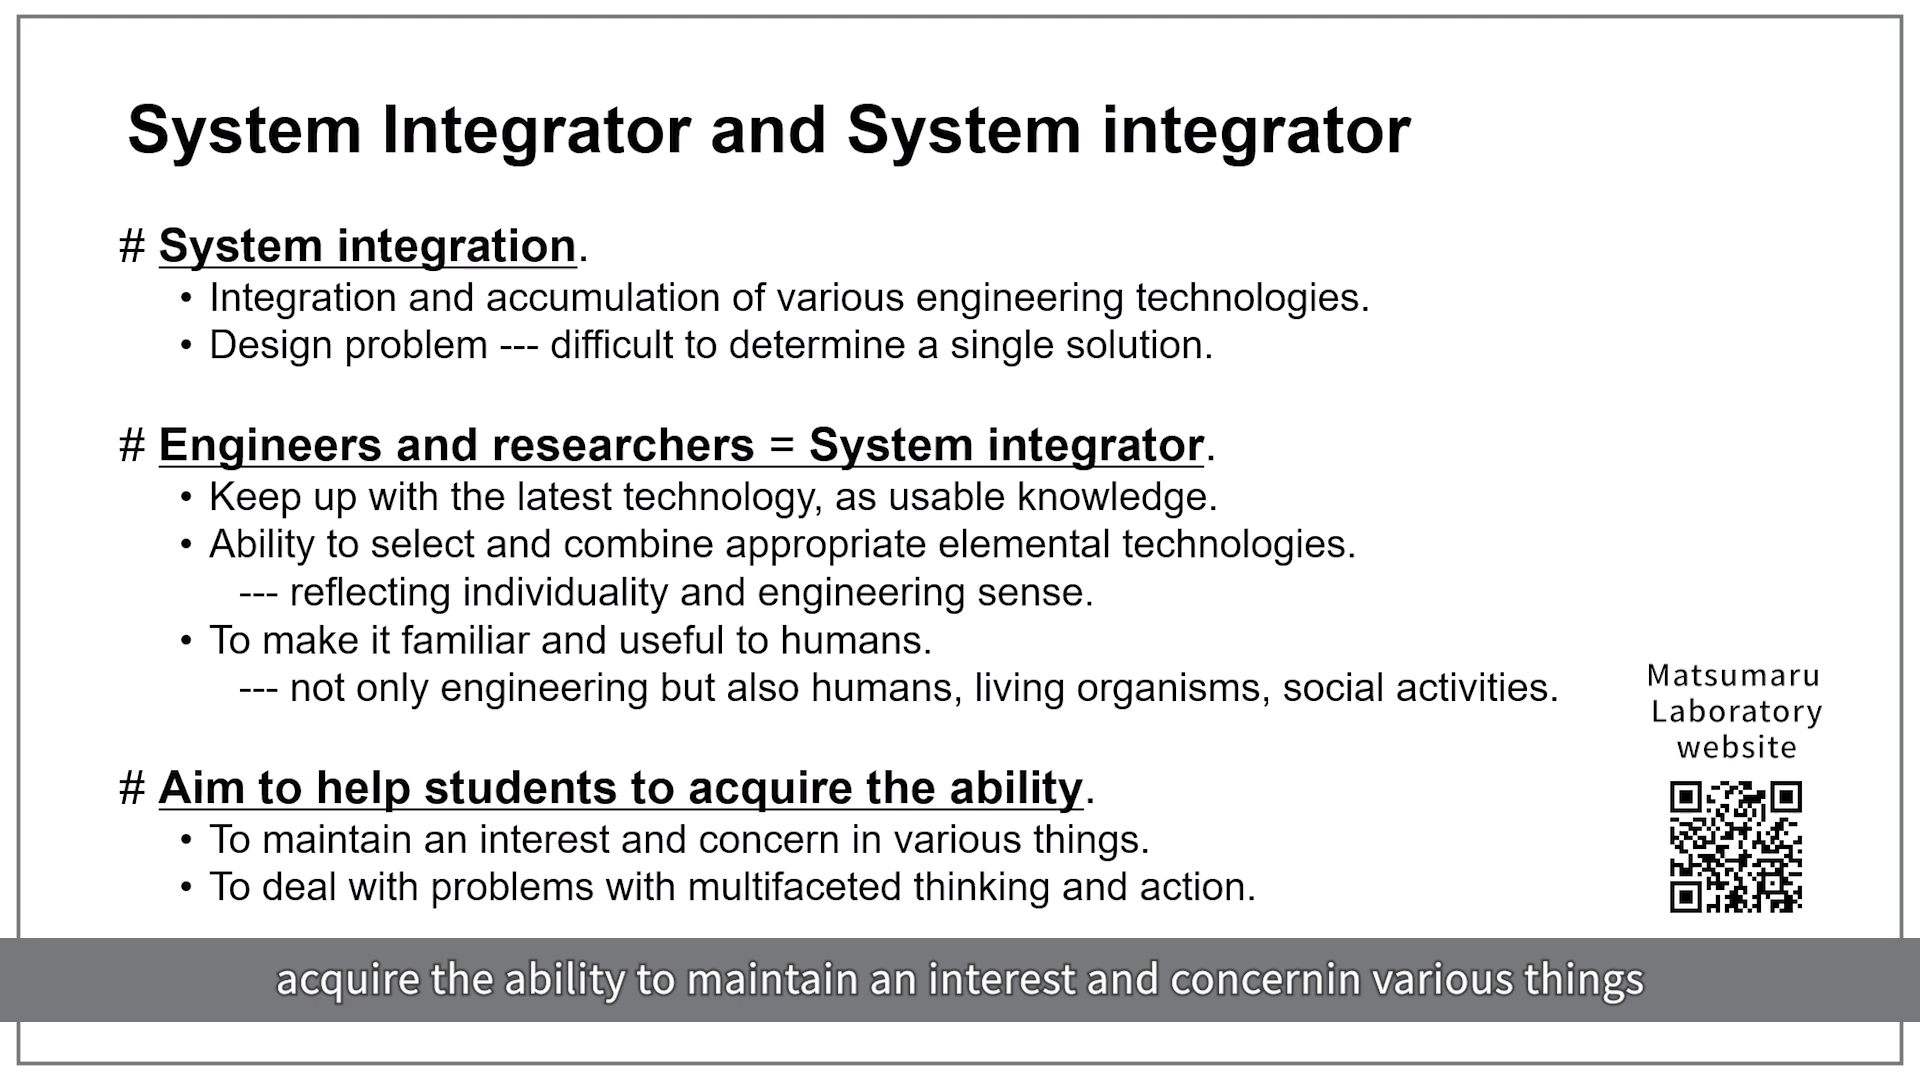 System Integrator and System integrator
# System integration.
• Integration and accumulation of various engineering technologies.
• Design problem --- difficult to determine a single solution.
# Engineers and researchers = System integrator.
• Keep up with the latest technology, as usable knowledge.
• Ability to select and combine appropriate elemental technologies.
--- reflecting individuality and engineering sense.
• To make it familiar and useful to humans.
--- not only engineering but also humans, living organisms, social activities.
# Aim to help students to acquire the ability.
• To maintain an interest and concern in various things.
• To deal with problems with multifaceted thinking and action.
Matsumaru
Laboratory
website
acquire the ability to maintain an interest and concernin various things